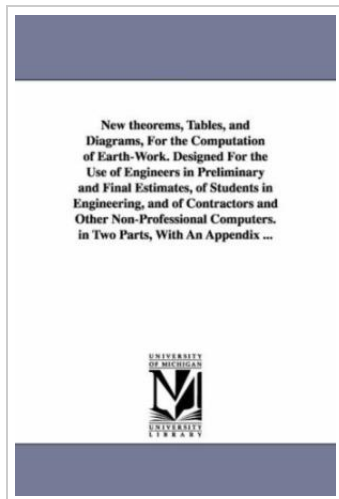 New theorems, Tables, and
Diagrams, For the Computation
of Earth-Work. Designed For the
Use of Engineers in Preliminary
and Final Estimates, of Students in
Engineering, and of Contractors and
Other Non-Professional Computers.
in Two Parts, With An Appendix ...
UNIVERSITY
OF MICHIGAN
UNIVERSITY
LIBRARY